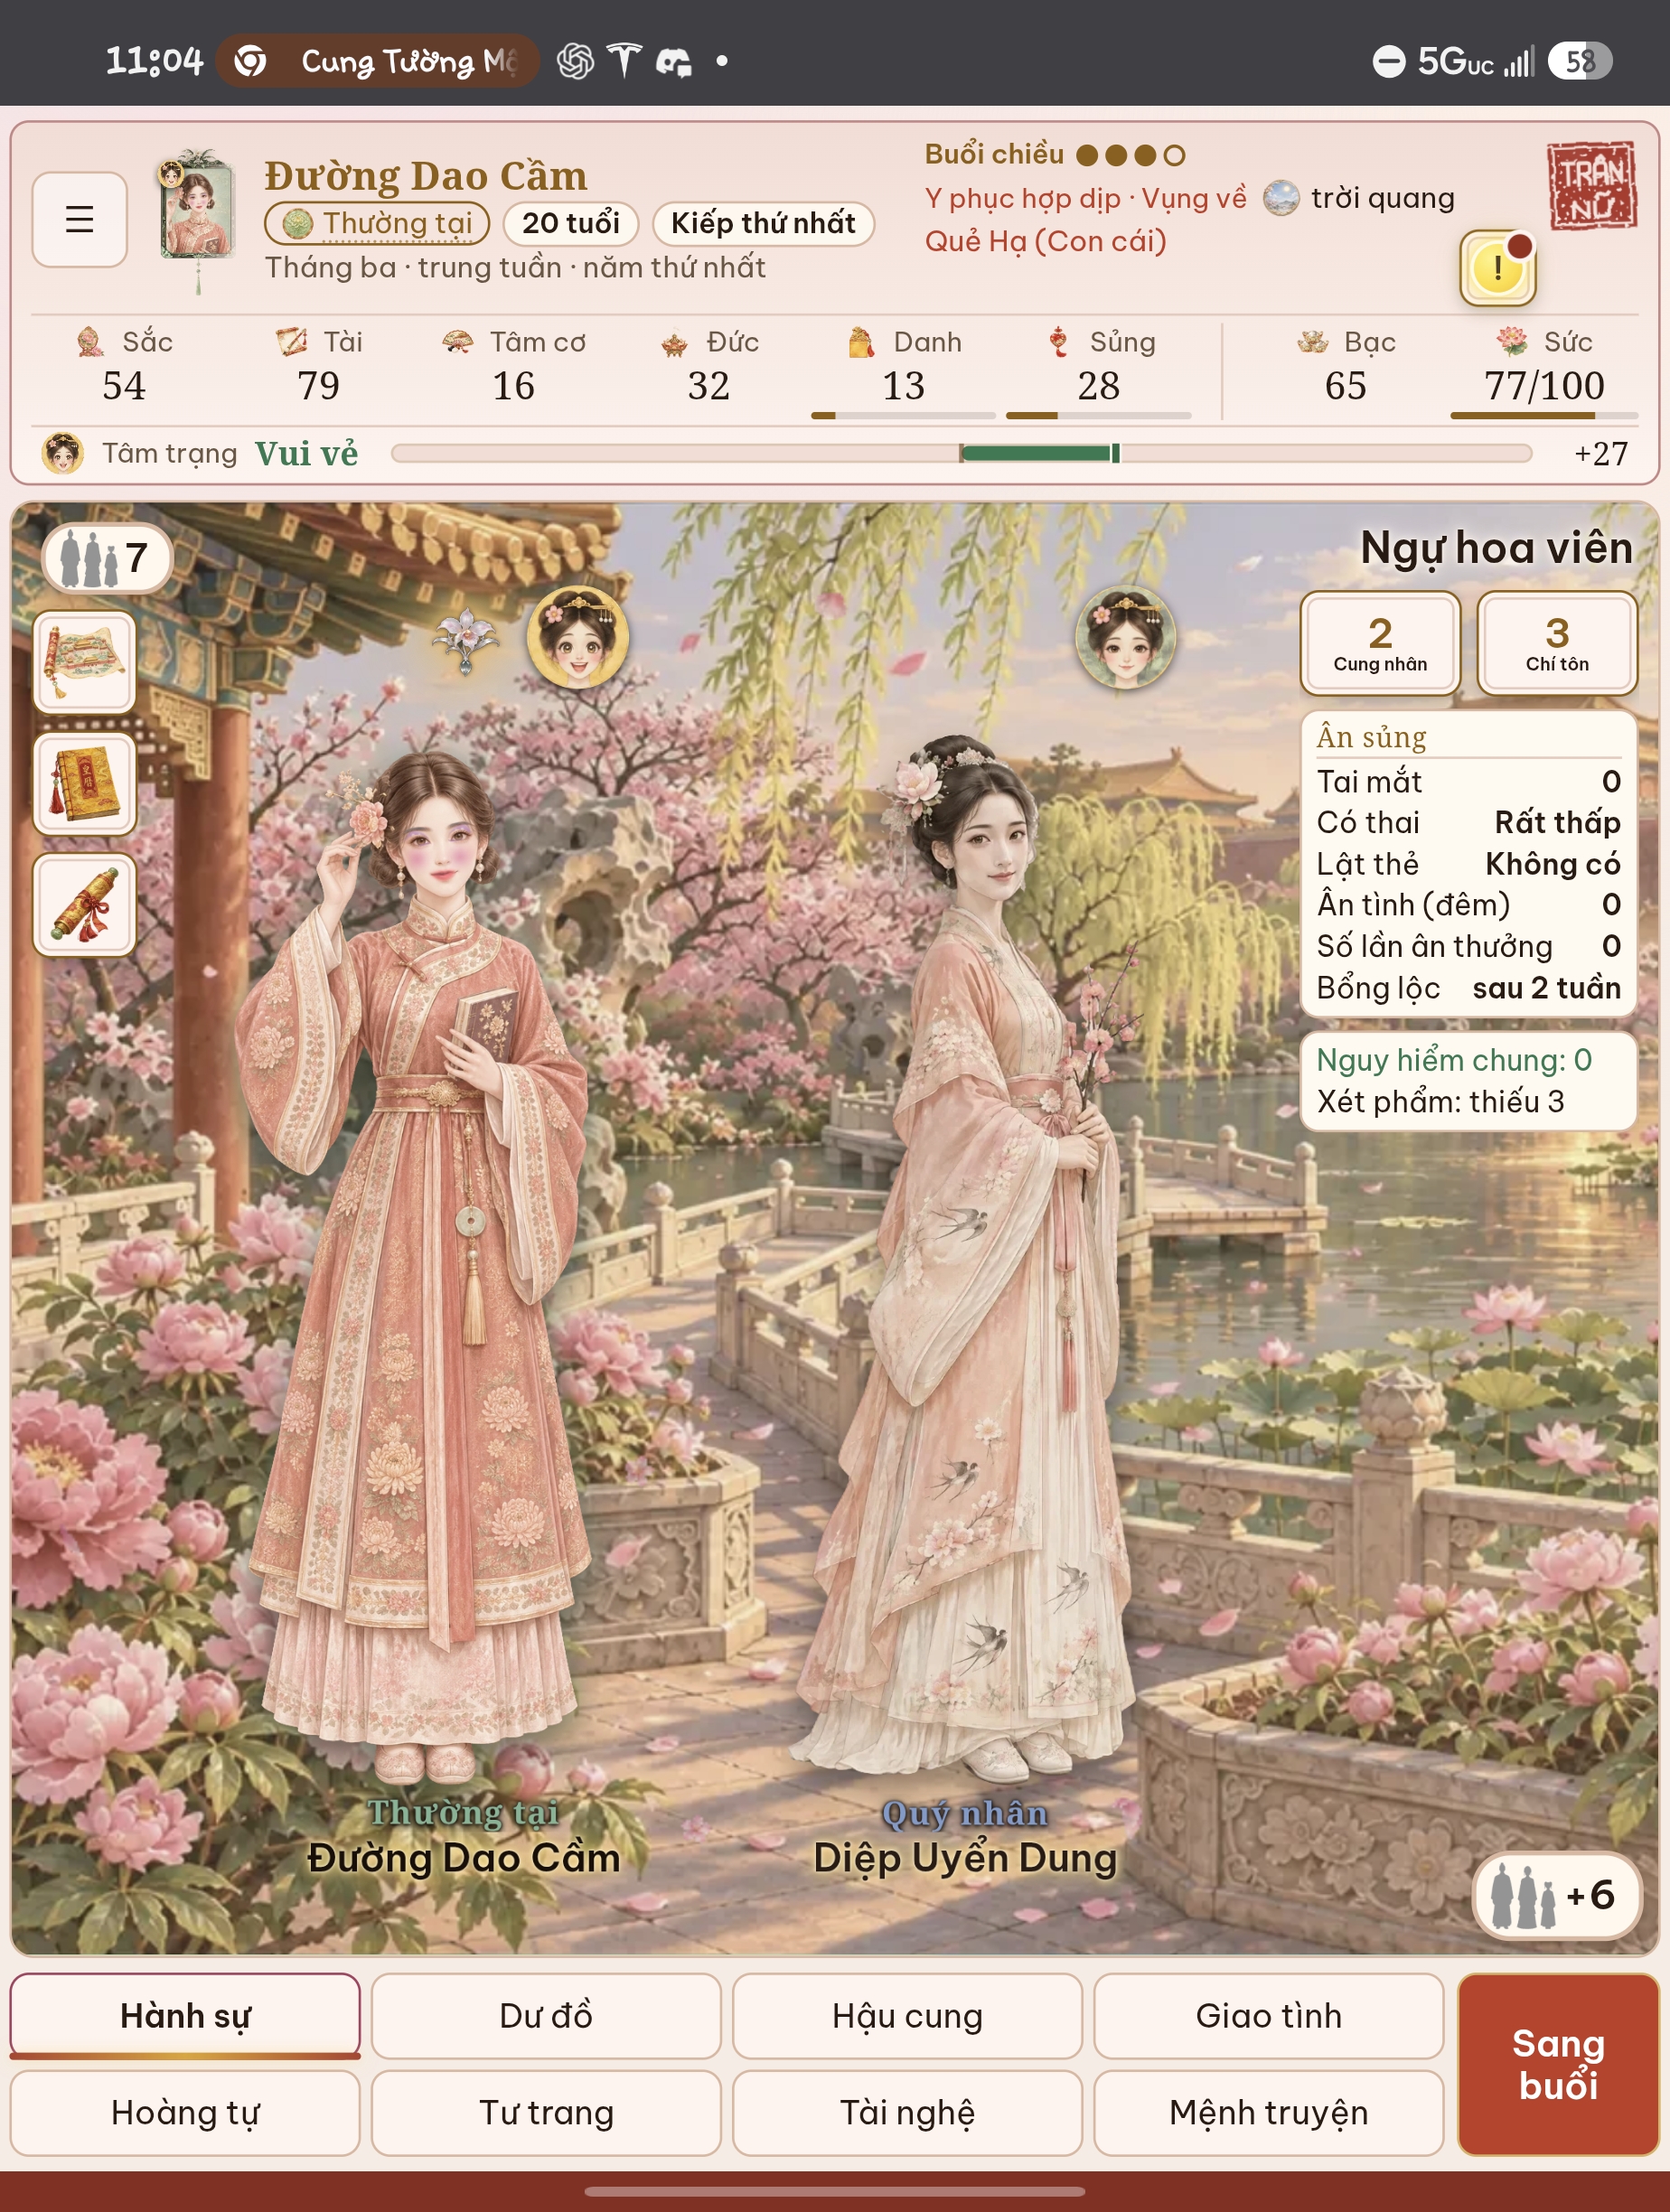 11:04
Cung Tường Mộ
5G UC
58
Đường Dao Cầm
Thường tại
20 tuổi
Kiếp thứ nhất
Tháng ba · trung tuần · năm thứ nhất
Buổi chiều
Y phục hợp dịp · Vụng về
trời quang
Quẻ Hạ (Con cái)
TRÂN NỮ
!
Sắc
Tài
Tâm cơ
Đức
Danh
Sủng
Bạc
Sức
54
79
16
32
13
28
65
77/100
Tâm trạng
Vui vẻ
+27
7
Ngự hoa viên
2
Cung nhân
3
Chí tôn
Ân sủng
Tai mắt 0
Có thai Rất thấp
Lật thẻ Không có
Ân tình (đêm) 0
Số lần ân thưởng 0
Bổng lộc sau 2 tuần
Nguy hiểm chung: 0
Xét phẩm: thiếu 3
Thường tại
Đường Dao Cầm
Quý nhân
Diệp Uyển Dung
+6
Hành sự
Dư đồ
Hậu cung
Giao tình
Sang
buổi
Hoàng tự
Tư trang
Tài nghệ
Mệnh truyện